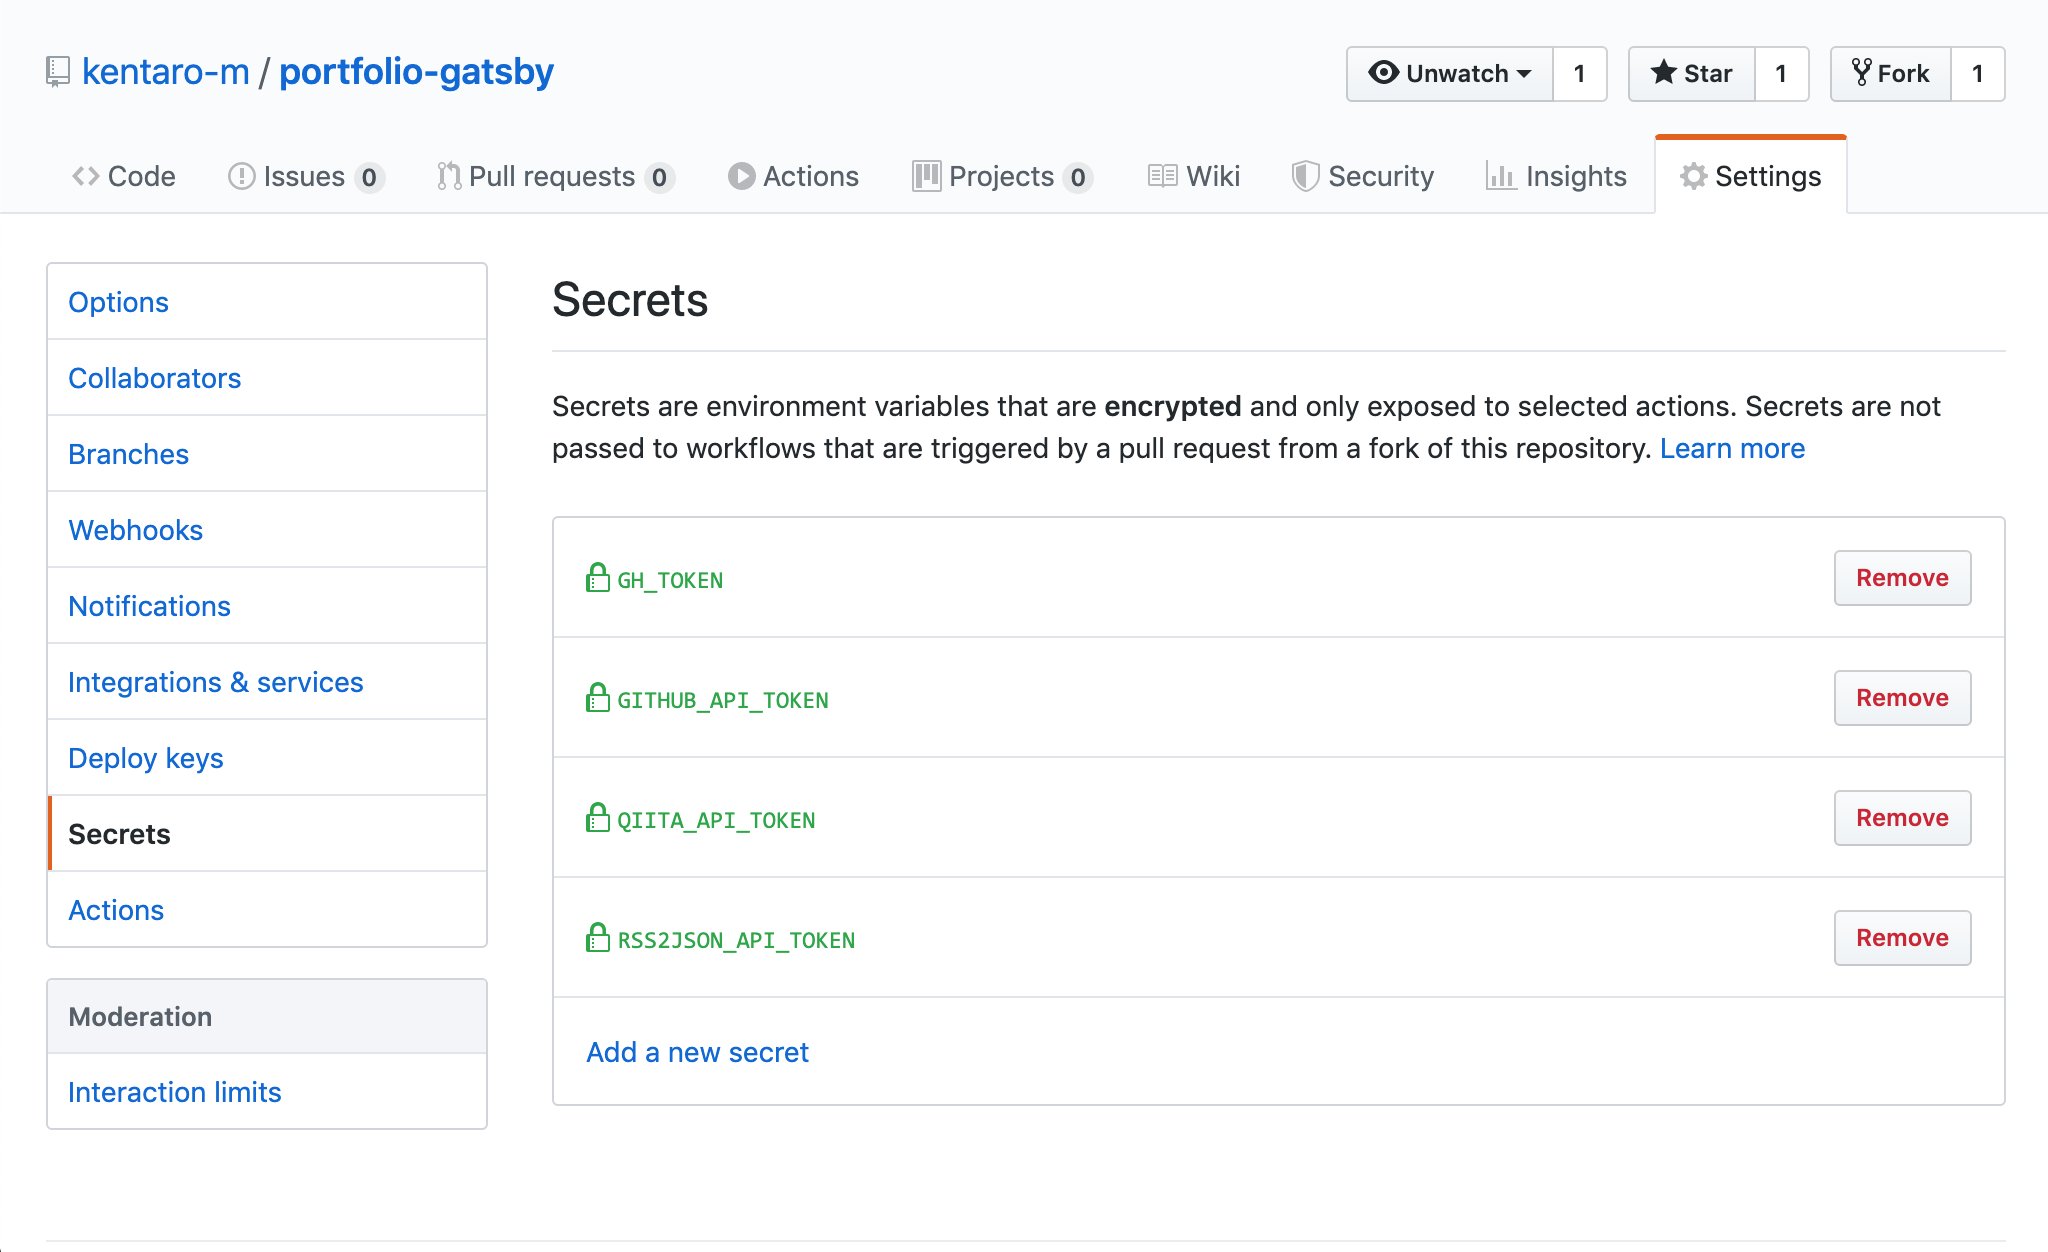 kentaro-m / portfolio-gatsby
Unwatch 1 Star 1 Fork 1
Code Issues 0 Pull requests 0 Actions Projects 0 Wiki Security Insights Settings
Options
Collaborators
Branches
Webhooks
Notifications
Integrations & services
Deploy keys
Secrets
Actions
Moderation
Interaction limits
Secrets
Secrets are environment variables that are encrypted and only exposed to selected actions. Secrets are not
passed to workflows that are triggered by a pull request from a fork of this repository. Learn more
GH_TOKEN Remove
GITHUB_API_TOKEN Remove
QIITA_API_TOKEN Remove
RSS2JSON_API_TOKEN Remove
Add a new secret